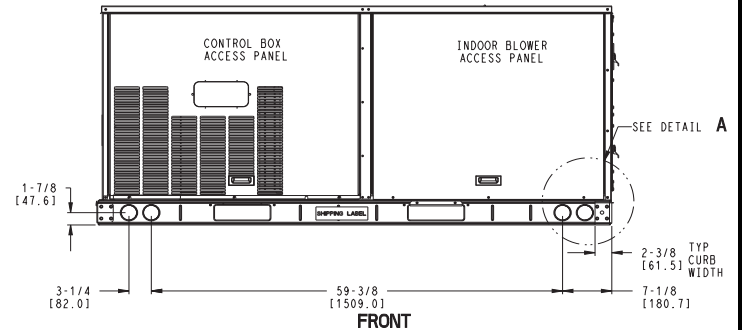 CONTROL BOX
ACCESS PANEL
INDOOR BLOWER
ACCESS PANEL
SEE DETAIL A
1-7/8
[47.6]
SHIPPING LABEL
2-3/8
[61.5]
TYP
CURB
WIDTH
3-1/4
[82.0]
59-3/8
[1509.0]
7-1/8
[180.7]
FRONT